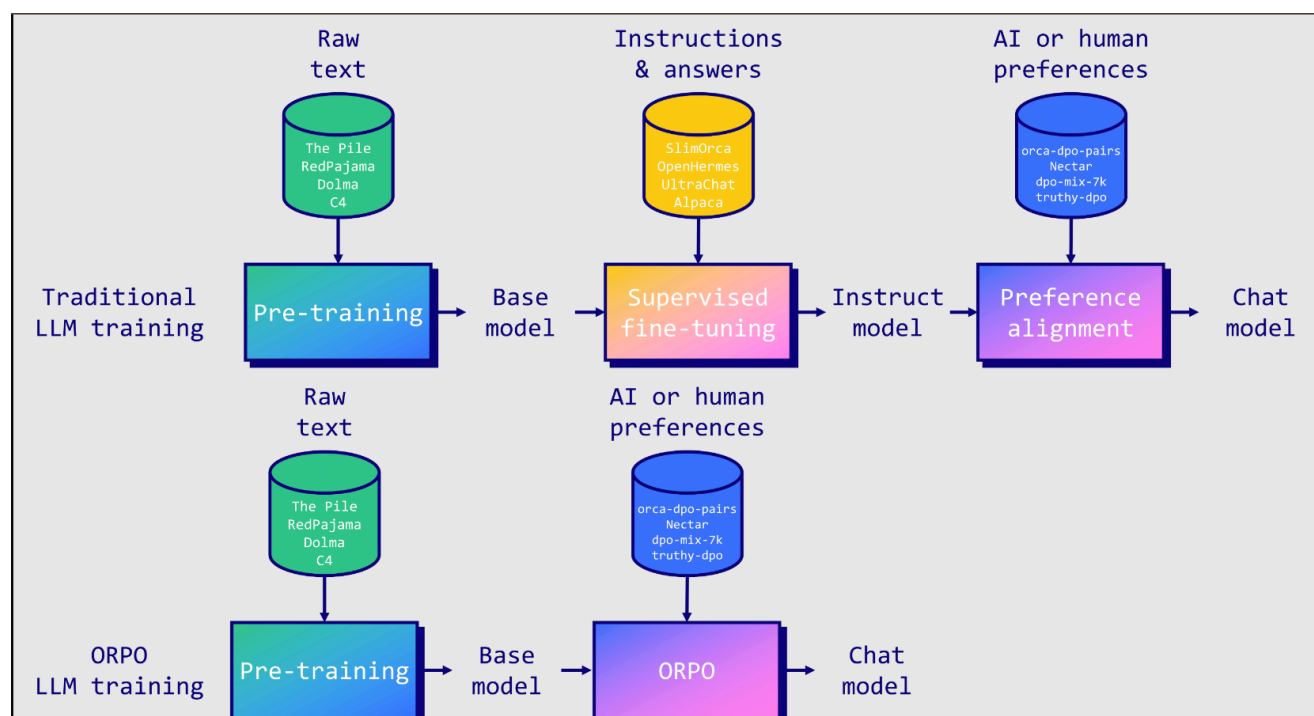 Raw
text
Instructions
& answers
AI or human
preferences
The Pile
RedPajama
Dolma
C4
SlimOrca
OpenHermes
UltraChat
Alpaca
orca-dpo-pairs
Nectar
dpo-mix-7k
truthy-dpo
Traditional
LLM training
Pre-training
Base
model
Supervised
fine-tuning
Instruct
model
Preference
alignment
Chat
model
Raw
text
AI or human
preferences
The Pile
RedPajama
Dolma
C4
orca-dpo-pairs
Nectar
dpo-mix-7k
truthy-dpo
ORPO
LLM training
Pre-training
Base
model
ORPO
Chat
model